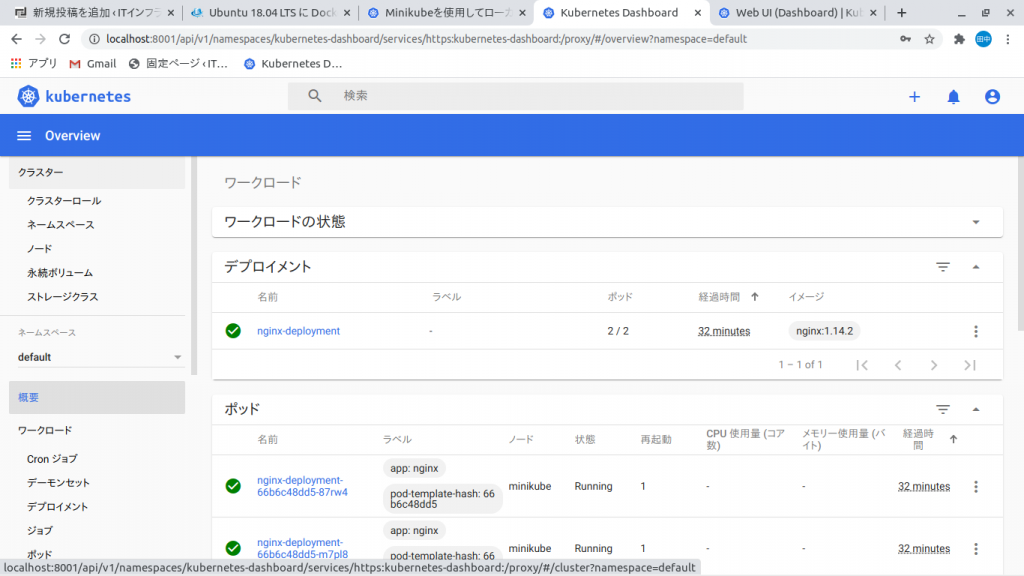 新規投稿を追加 ‹ ITインフラ
Ubuntu 18.04 LTS に Dock
Minikubeを使用してローカ
Kubernetes Dashboard
Web UI (Dashboard) | Kub
localhost:8001/api/v1/namespaces/kubernetes-dashboard/services/https:kubernetes-dashboard:/proxy/#/overview?namespace=default
田中
アプリ
Gmail
固定ページ ‹ IT…
Kubernetes D…
kubernetes
検索
Overview
クラスター
クラスターロール
ネームスペース
ノード
永続ボリューム
ストレージクラス
ネームスペース
default
概要
ワークロード
Cron ジョブ
デーモンセット
デプロイメント
ジョブ
ポッド
ワークロード
ワークロードの状態
デプロイメント
名前 ラベル ポッド 経過時間 イメージ
nginx-deployment - 2 / 2 32 minutes nginx:1.14.2
1 – 1 of 1
ポッド
名前 ラベル ノード 状態 再起動 CPU 使用量 (コア メモリー使用量 (バ 経過時
数) イト) 間
app: nginx
nginx-deployment-
66b6c48dd5-87rw4
pod-template-hash: 66
b6c48dd5
minikube Running 1 - - 32 minutes
app: nginx
nginx-deployment-
66b6c48dd5-m7pl8
pod-template-hash: 66
minikube Running 1 - - 32 minutes
localhost:8001/api/v1/namespaces/kubernetes-dashboard/services/https:kubernetes-dashboard:/proxy/#/cluster?namespace=default